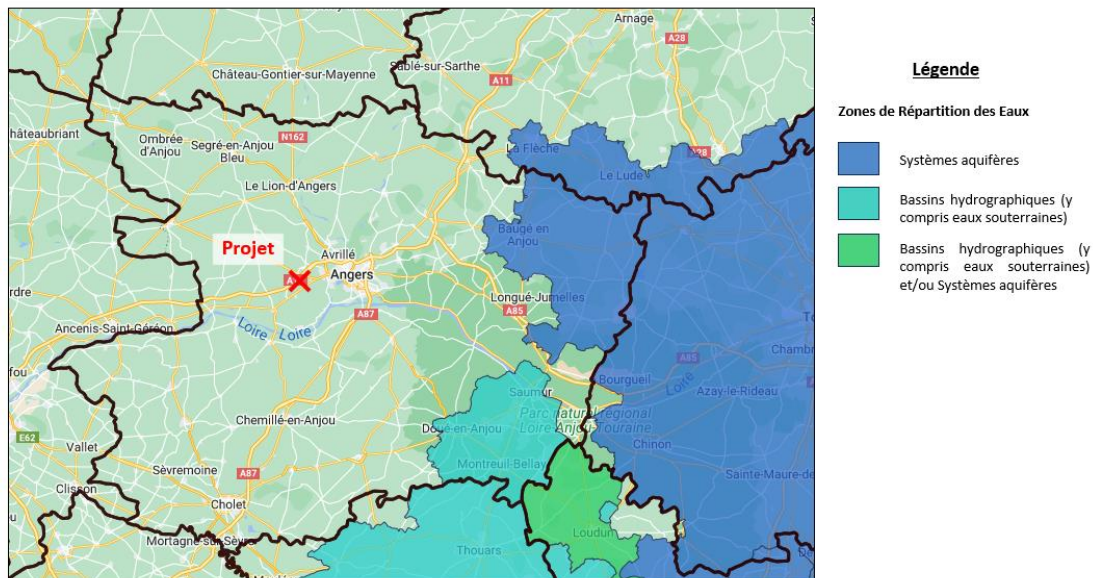 Arnage
A28
Sablé-sur-Sarthe
Château-Gontier-sur-Mayenne
A11
Ombrée
d'Anjou
Segré-en-Anjou
Bleu
N162
La Flèche
Le Lude
Le Lion-d'Angers
Baugé en
Anjou
Projet
Avrillé
Angers
Longué-Jumelles
A85
A87
Ancenis-Saint-Géréon
Loire
Loire
A85
Bourgueil
Loire
Azay-le-Rideau
Saumur
Parc naturel régional
Loire-Anjou-Touraine
Chemillé-en-Anjou
Doué-en-Anjou
Chinon
E62
Vallet
Montreuil-Bellay
Sainte-Maure-de
Sèvremoine
A87
Clisson
Cholet
Loudun
Mortagne-sur-Sèvre
Thouars
Légende
Zones de Répartition des Eaux
Systèmes aquifères
Bassins hydrographiques (y
compris eaux souterraines)
Bassins hydrographiques (y
compris eaux souterraines)
et/ou Systèmes aquifères